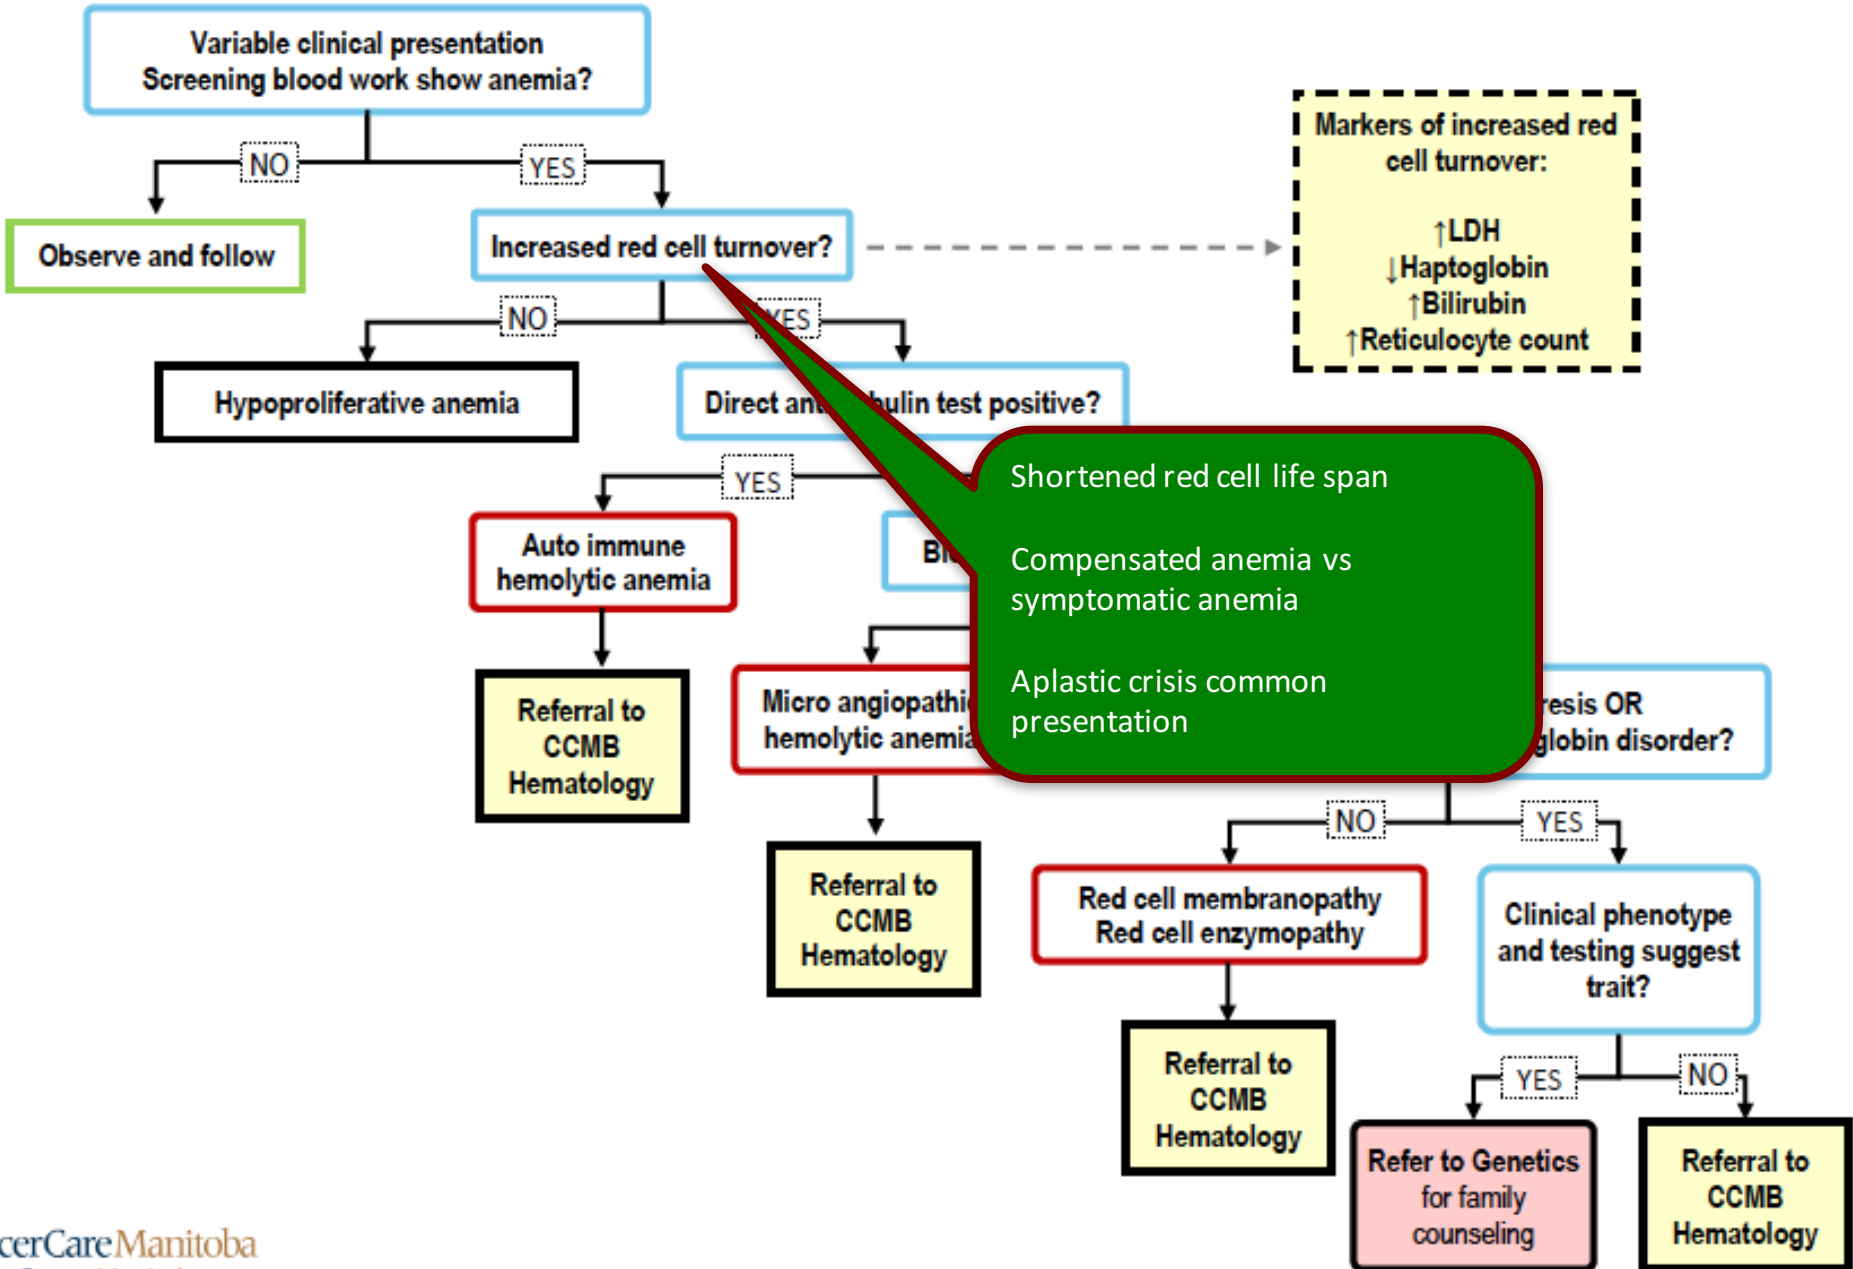 Variable clinical presentation
Screening blood work show anemia?
NO
YES
Markers of increased red
cell turnover:
↑LDH
↓Haptoglobin
↑Bilirubin
↑Reticulocyte count
Observe and follow
Increased red cell turnover?
NO
YES
Hypoproliferative anemia
Direct ant bulin test positive?
YES
Shortened red cell life span
Compensated anemia vs
symptomatic anemia
Aplastic crisis common
presentation
Auto immune
hemolytic anemia
Referral to
CCMB
Hematology
Micro angiopathi
hemolytic anemia
Referral to
CCMB
Hematology
resis OR
globin disorder?
NO
YES
Red cell membranopathy
Red cell enzymopathy
Clinical phenotype
and testing suggest
trait?
Referral to
CCMB
Hematology
YES
NO
Refer to Genetics
for family
counseling
Referral to
CCMB
Hematology
cerCareManitoba